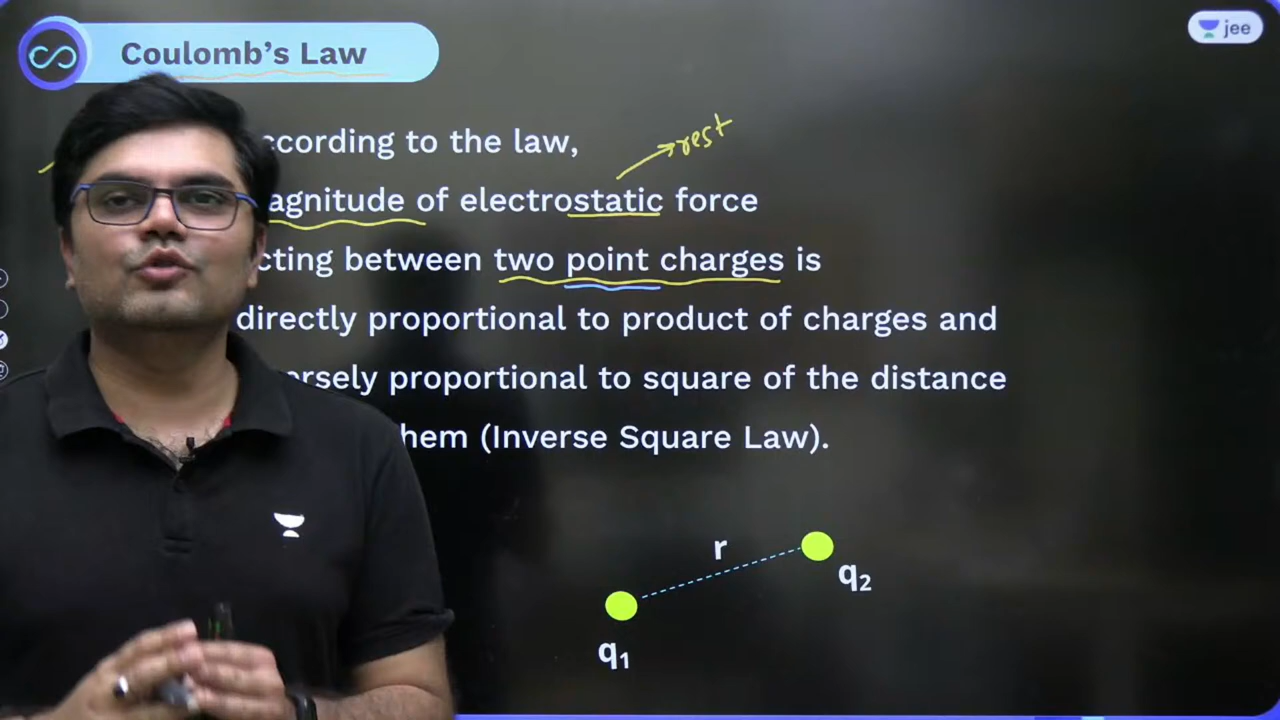 Coulomb's Law
jee
ccording to the law,
rest
agnitude of electrostatic force
cting between two point charges is
directly proportional to product of charges and
ersely proportional to square of the distance
hem (Inverse Square Law).
r
q₂
q₁